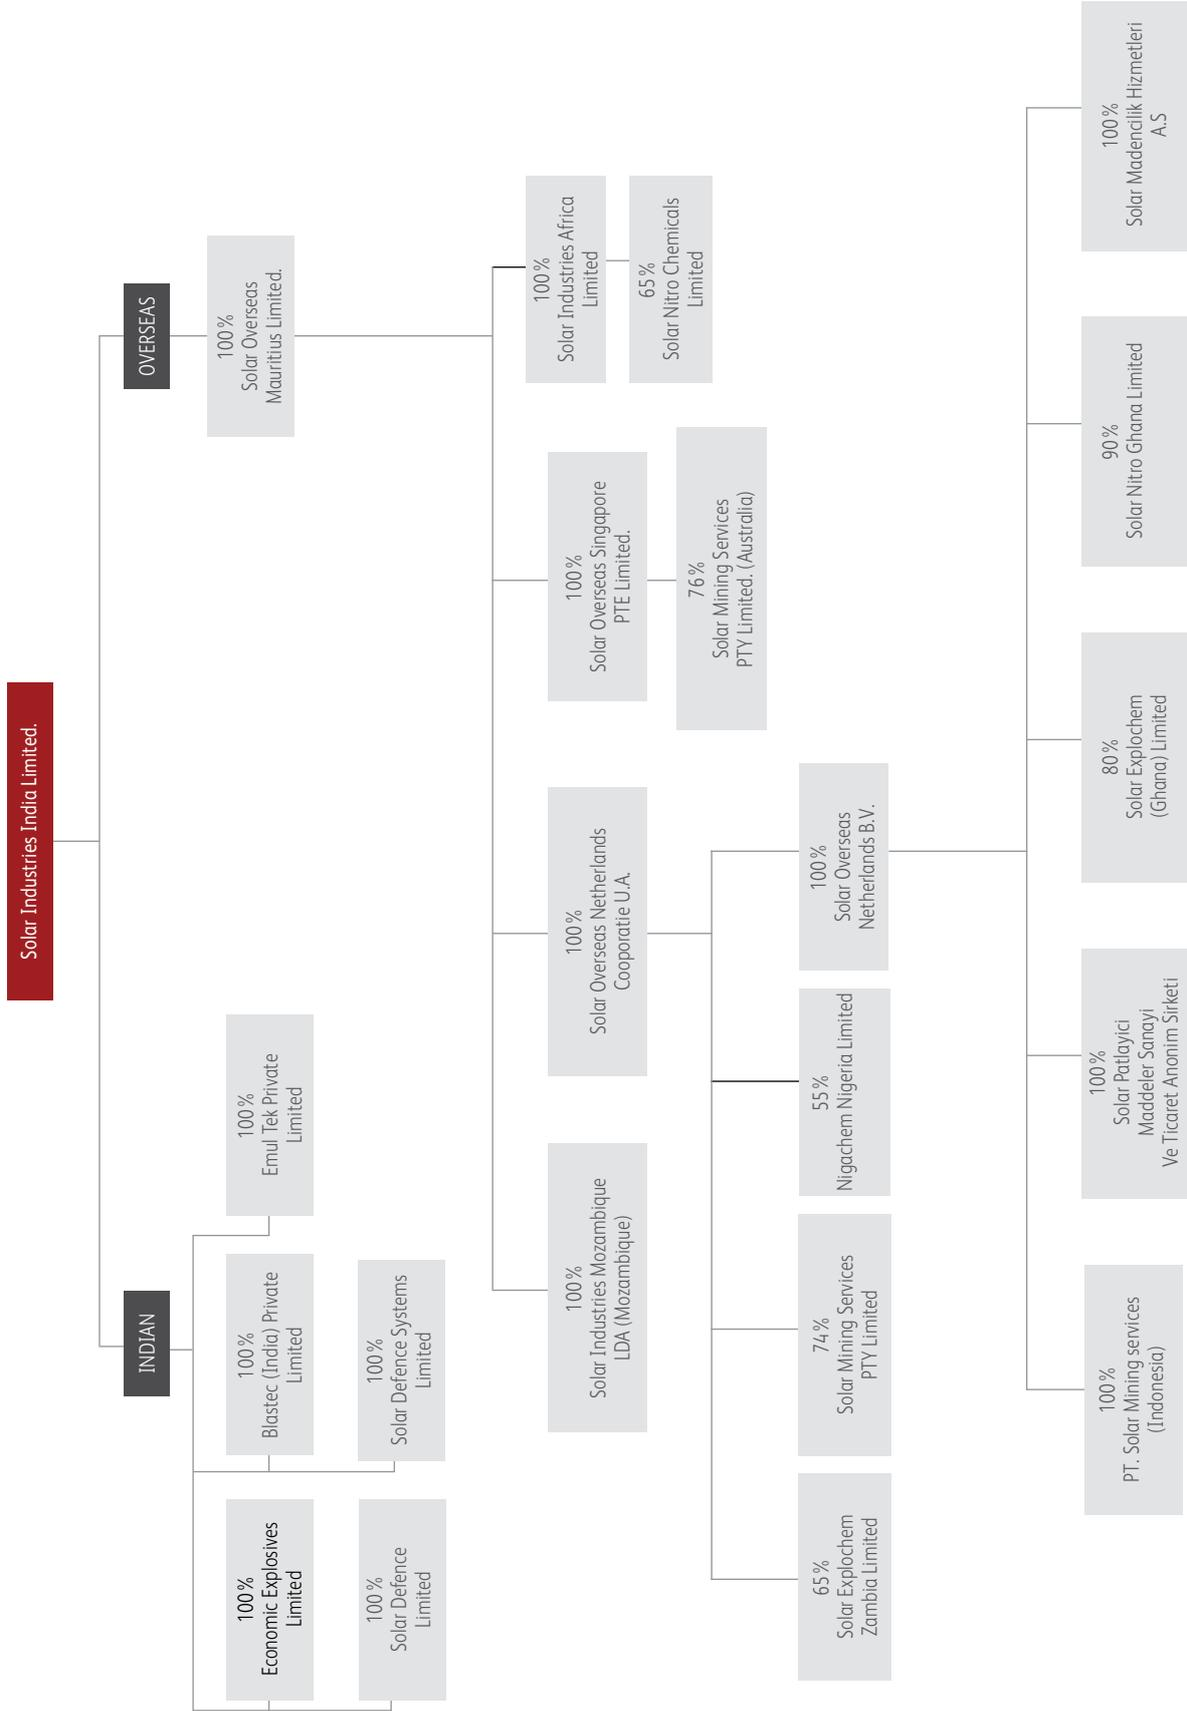 Solar Industries India Limited.
INDIAN
OVERSEAS
100%
Economic Explosives
Limited
100%
Blastec (India) Private
Limited
100%
Emul Tek Private
Limited
100%
Solar Defence
Limited
100%
Solar Defence Systems
Limited
100%
Solar Overseas
Mauritius Limited.
100%
Solar Industries Mozambique
LDA (Mozambique)
100%
Solar Overseas Netherlands
Cooporatie U.A.
100%
Solar Overseas Singapore
PTE Limited.
100%
Solar Industries Africa
Limited
76%
Solar Mining Services
PTY Limited. (Australia)
65%
Solar Nitro Chemicals
Limited
65%
Solar Explochem
Zambia Limited
74%
Solar Mining Services
PTY Limited
55%
Nigachem Nigeria Limited
100%
Solar Overseas
Netherlands B.V.
100%
PT. Solar Mining services
(Indonesia)
100%
Solar Patlayici
Maddeler Sanayi
Ve Ticaret Anonim Sirketi
80%
Solar Explochem
(Ghana) Limited
90%
Solar Nitro Ghana Limited
100%
Solar Madencilik Hizmetleri
A.S